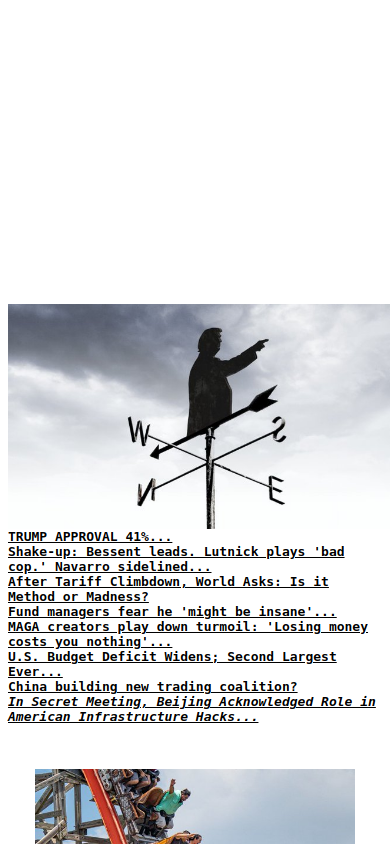 W
S
N
E
TRUMP APPROVAL 41%...
Shake-up: Bessent leads. Lutnick plays 'bad
cop.' Navarro sidelined...
After Tariff Climbdown, World Asks: Is it
Method or Madness?
Fund managers fear he 'might be insane'...
MAGA creators play down turmoil: 'Losing money
costs you nothing'...
U.S. Budget Deficit Widens; Second Largest
Ever...
China building new trading coalition?
In Secret Meeting, Beijing Acknowledged Role in
American Infrastructure Hacks...